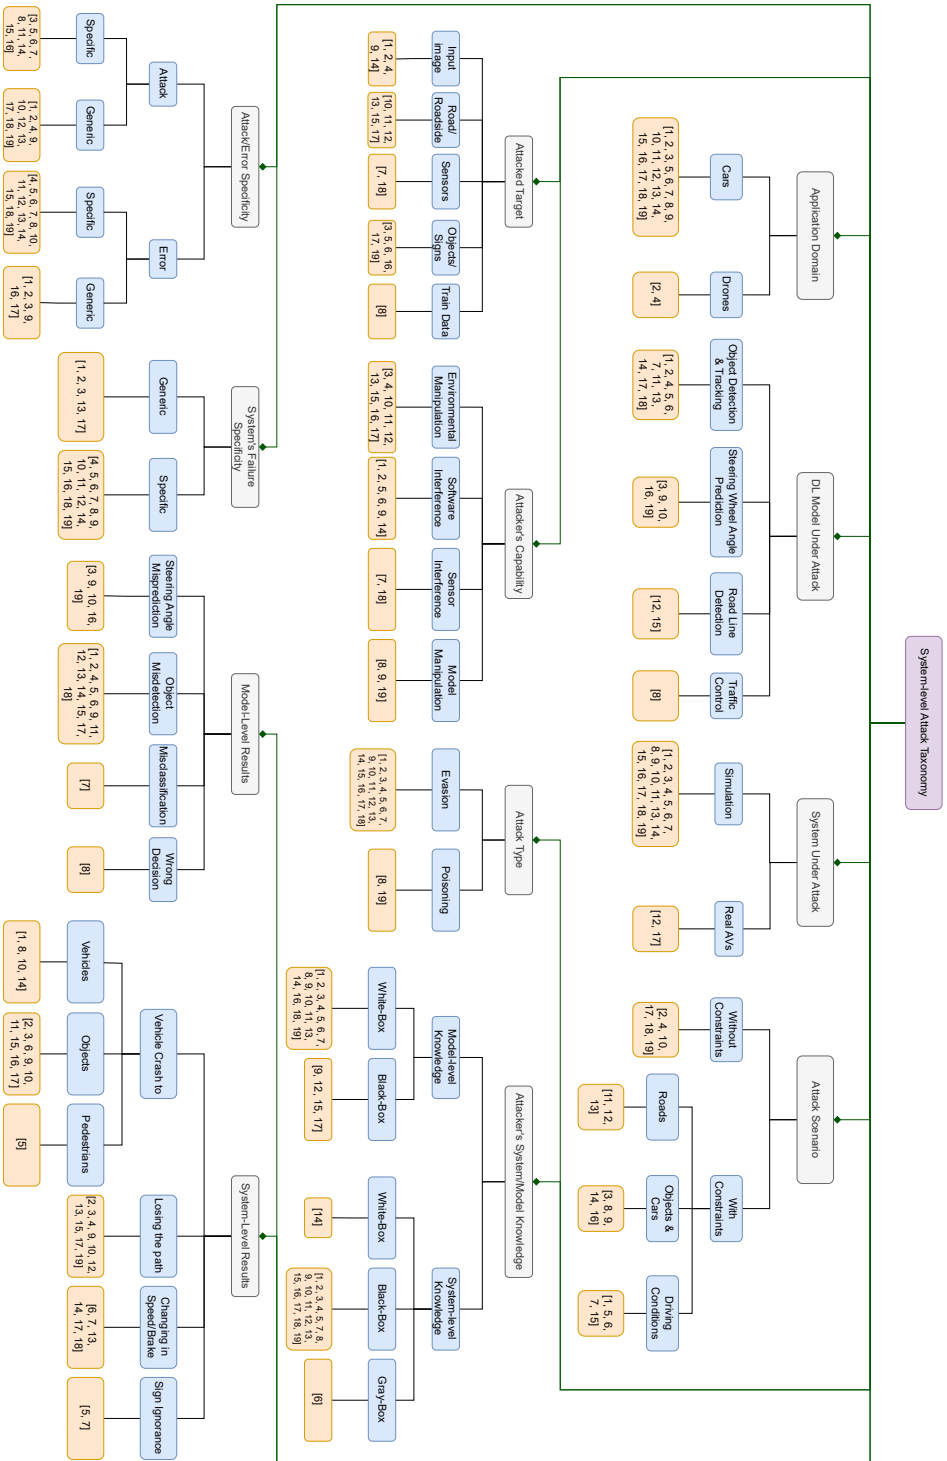 System-level Attack Taxonomy
Application Domain
Cars
[1, 2, 3, 5, 6, 7, 8, 9,
10, 11, 12, 13, 14,
15, 16, 17, 18, 19]
Drones
[2, 4]
DL Model Under Attack
Object Detection
& Tracking
[1, 2, 4, 5, 6,
7, 11, 13,
14, 17, 18]
Steering Wheel Angle
Prediction
[3, 9, 10,
16, 19]
Road Line
Detection
[12, 15]
Traffic
Control
[8]
System Under Attack
Simulation
[1, 2, 3, 4, 5, 6, 7,
8, 9, 10, 11, 13, 14,
15, 16, 17, 18, 19]
Real AVs
[12, 17]
Attack Scenario
Without
Constraints
[2, 4, 10,
17, 18, 19]
With
Constraints
Roads
[11, 12,
13]
Objects &
Cars
[3, 8, 9,
14, 16]
Driving
Conditions
[1, 5, 6,
7, 15]
Attacked Target
Input
image
[1, 2, 4,
9, 14]
Road/
Roadside
[10, 11, 12,
13, 15, 17]
Sensors
[7, 18]
Objects/
Signs
[3, 5, 6, 16,
17, 19]
Train Data
[8]
Attacker's Capability
Environmental
Manipulation
[3, 4, 10, 11, 12,
13, 15, 16, 17]
Software
Interference
[1, 2, 5, 6, 9, 14]
Sensor
Interference
[7, 18]
Model
Manipulation
[8, 9, 19]
Attack Type
Evasion
[1, 2, 3, 4, 5, 6, 7,
9, 10, 11, 12, 13,
14, 15, 16, 17, 18]
Poisoning
[8, 19]
Attacker's System/Model Knowledge
Model-level
Knowledge
White-Box
[1, 2, 3, 4, 5, 6, 7,
8, 9, 10, 11, 13,
14, 16, 18, 19]
Black-Box
[9, 12, 15, 17]
System-level
Knowledge
White-Box
[14]
Black-Box
[1, 2, 3, 4, 5, 7, 8,
9, 10, 11, 12, 13,
15, 16, 17, 18, 19]
Gray-Box
[6]
Attack/Error Specificity
Attack
Specific
[3, 5, 6, 7,
8, 11, 14,
15, 16]
Generic
[1, 2, 4, 9,
10, 12, 13,
17, 18, 19]
Error
Specific
[4, 5, 6, 7, 8, 10,
11, 12, 13, 14,
15, 18, 19]
Generic
[1, 2, 3, 9,
16, 17]
System's Failure
Specificity
Generic
[1, 2, 3, 13, 17]
Specific
[4, 5, 6, 7, 8, 9,
10, 11, 12, 14,
15, 16, 18, 19]
Model-Level Results
Steering Angle
Misprediction
[3, 9, 10, 16,
19]
Object
Misdetection
[1, 2, 4, 5, 6, 9, 11,
12, 13, 14, 15, 17,
18]
Misclassification
[7]
Wrong
Decision
[8]
System-Level Results
Vehicle Crash to
Vehicles
[1, 8, 10, 14]
Objects
[2, 3, 6, 9, 10,
11, 15, 16, 17]
Pedestrians
[5]
Losing the path
[2, 3, 4, 9, 10, 12,
13, 15, 17, 19]
Changing in
Speed/Brake
[6, 7, 13,
14, 17, 18]
Sign Ignorance
[5, 7]